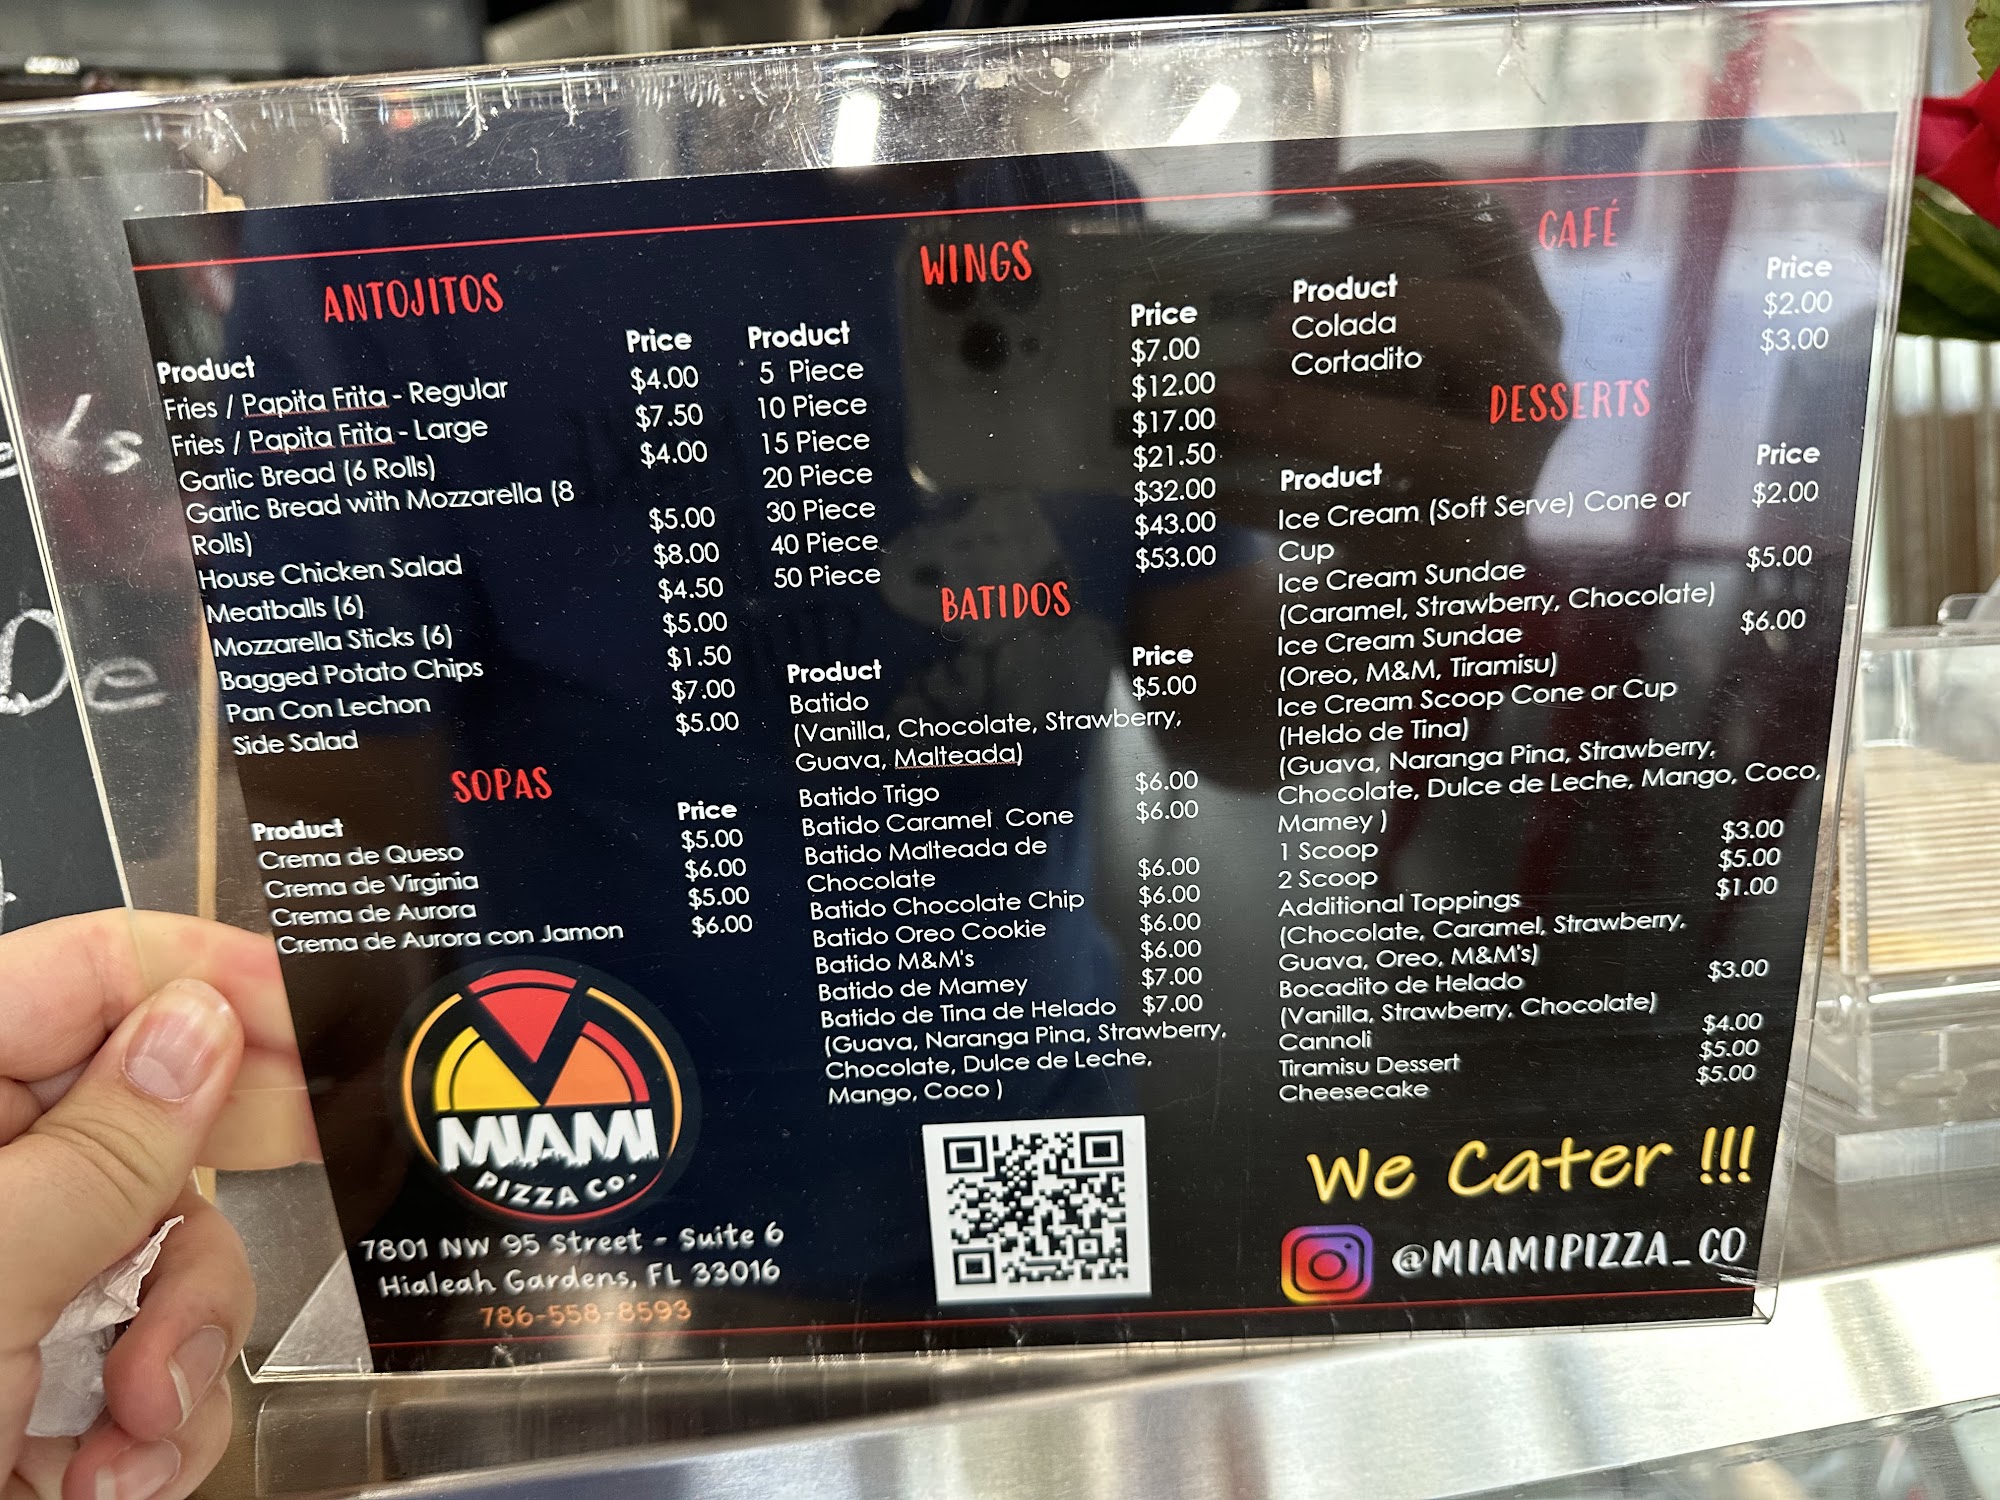 ANTOJITOS
Product Price
Fries / Papita Frita - Regular $4.00
Fries / Papita Frita - Large $7.50
Garlic Bread (6 Rolls) $4.00
Garlic Bread with Mozzarella (8
Rolls) $5.00
House Chicken Salad $8.00
Meatballs (6) $4.50
Mozzarella Sticks (6) $5.00
Bagged Potato Chips $1.50
Pan Con Lechon $7.00
Side Salad $5.00
SOPAS
Product Price
Crema de Queso $5.00
Crema de Virginia $6.00
Crema de Aurora $5.00
Crema de Aurora con Jamon $6.00
MIAMI
PIZZA CO.
7801 NW 95 Street - Suite 6
Hialeah Gardens, FL 33016
786-558-8593
WINGS
Product Price
5 Piece $7.00
10 Piece $12.00
15 Piece $17.00
20 Piece $21.50
30 Piece $32.00
40 Piece $43.00
50 Piece $53.00
BATIDOS
Product Price
Batido $5.00
(Vanilla, Chocolate, Strawberry,
Guava, Malteada)
Batido Trigo $6.00
Batido Caramel Cone $6.00
Batido Malteada de
Chocolate $6.00
Batido Chocolate Chip $6.00
Batido Oreo Cookie $6.00
Batido M&M's $6.00
Batido de Mamey $7.00
Batido de Tina de Helado $7.00
(Guava, Naranga Pina, Strawberry,
Chocolate, Dulce de Leche,
Mango, Coco )
CAFÉ
Product Price
Colada $2.00
Cortadito $3.00
DESSERTS
Product Price
Ice Cream (Soft Serve) Cone or $2.00
Cup
Ice Cream Sundae $5.00
(Caramel, Strawberry, Chocolate)
Ice Cream Sundae $6.00
(Oreo, M&M, Tiramisu)
Ice Cream Scoop Cone or Cup
(Heldo de Tina)
(Guava, Naranga Pina, Strawberry,
Chocolate, Dulce de Leche, Mango, Coco,
Mamey )
1 Scoop $3.00
2 Scoop $5.00
Additional Toppings $1.00
(Chocolate, Caramel, Strawberry,
Guava, Oreo, M&M's)
Bocadito de Helado $3.00
(Vanilla, Strawberry, Chocolate)
Cannoli $4.00
Tiramisu Dessert $5.00
Cheesecake $5.00
We Cater !!!
@MIAMIPIZZA_CO
De